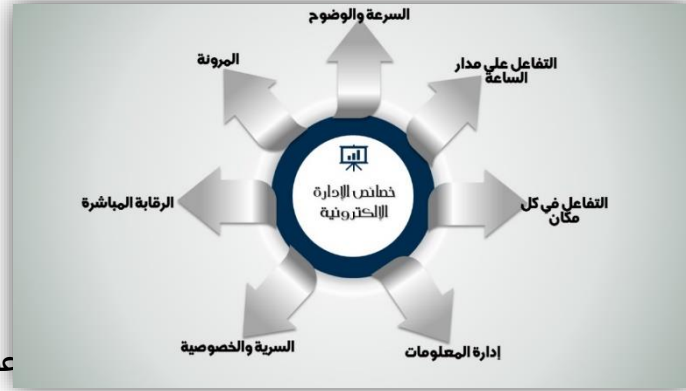 السرعة والوضوح
التفاعل على مدار
الساعة
المرونة
خصائص الإدارة
الإلكترونية
التفاعل في كل
مكان
الرقابة المباشرة
إدارة المعلومات
السرية والخصوصية